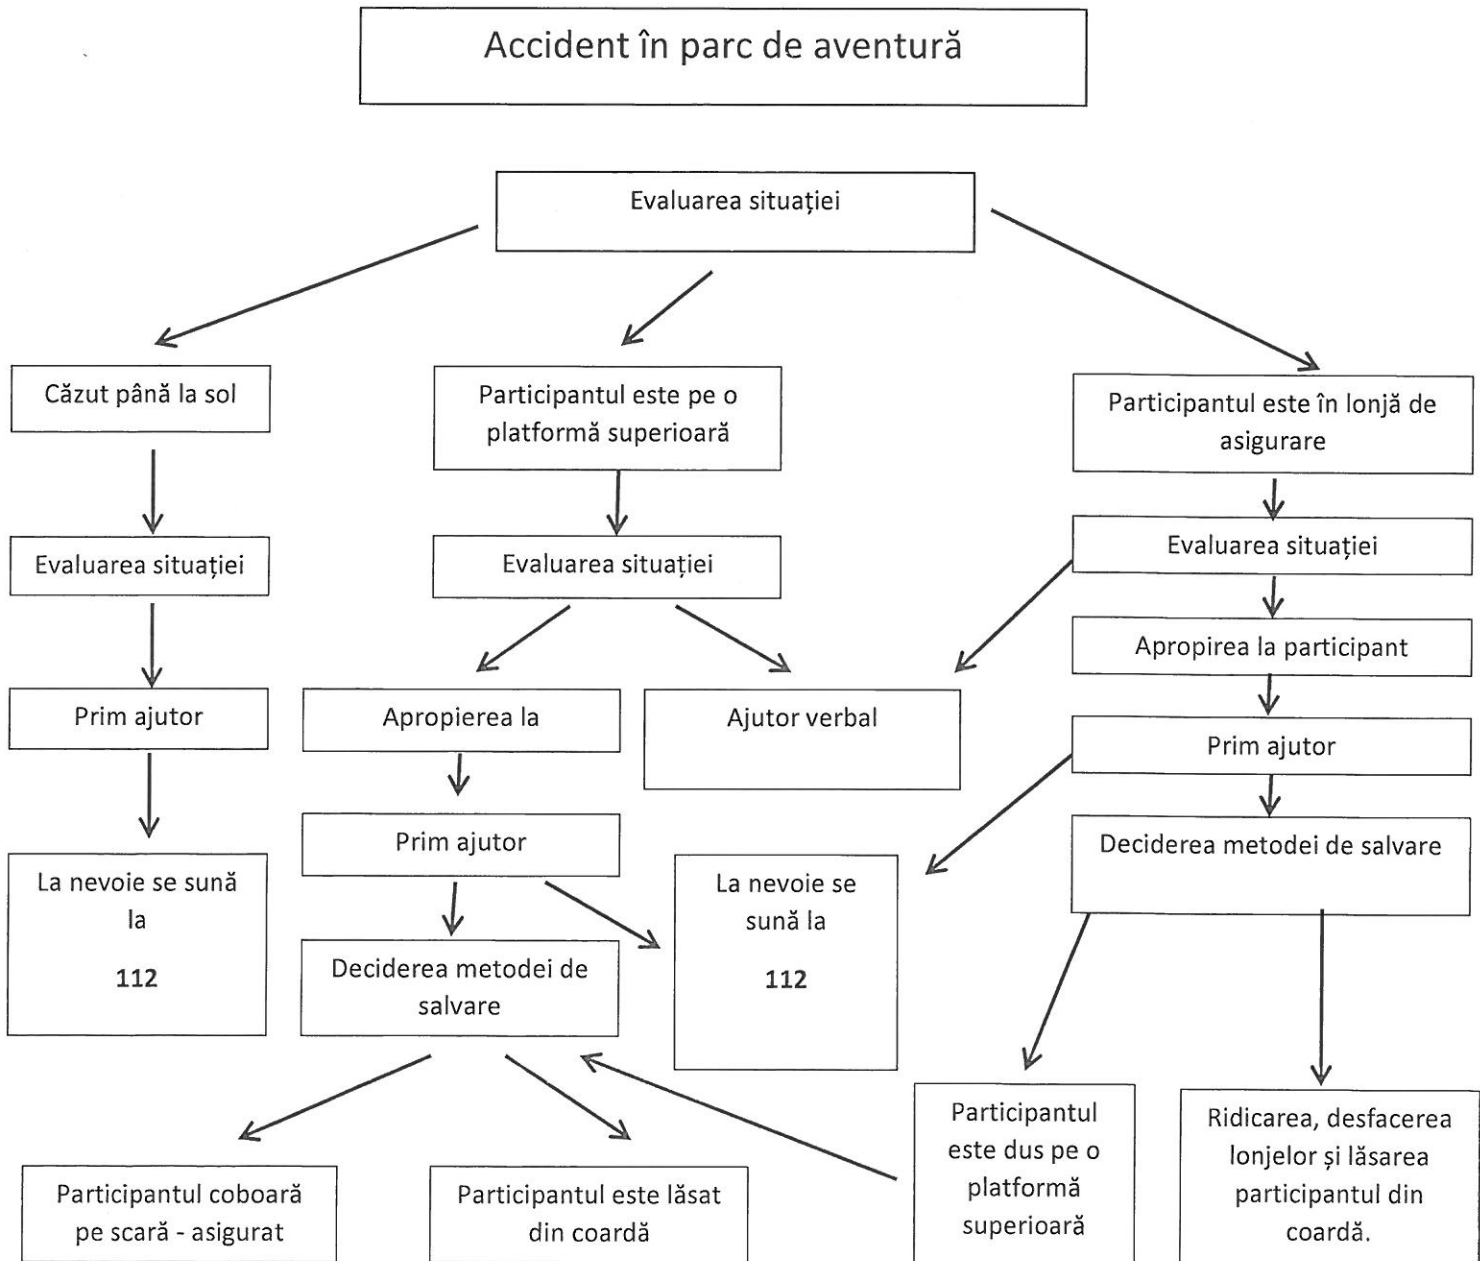 Accident în parc de aventură
Evaluarea situației
Căzut până la sol
Participantul este pe o
platformă superioară
Participantul este în lonjă de
asigurare
Evaluarea situației
Evaluarea situației
Evaluarea situației
Apropirea la participant
Prim ajutor
Apropierea la
Ajutor verbal
Prim ajutor
Prim ajutor
Deciderea metodei de salvare
La nevoie se sună
la
112
La nevoie se
sună la
112
Deciderea metodei de
salvare
Participantul
este dus pe o
platformă
superioară
Ridicarea, desfacerea
lonjelor și lăsarea
participantul din
coardă.
Participantul coboară
pe scară - asigurat
Participantul este lăsat
din coardă